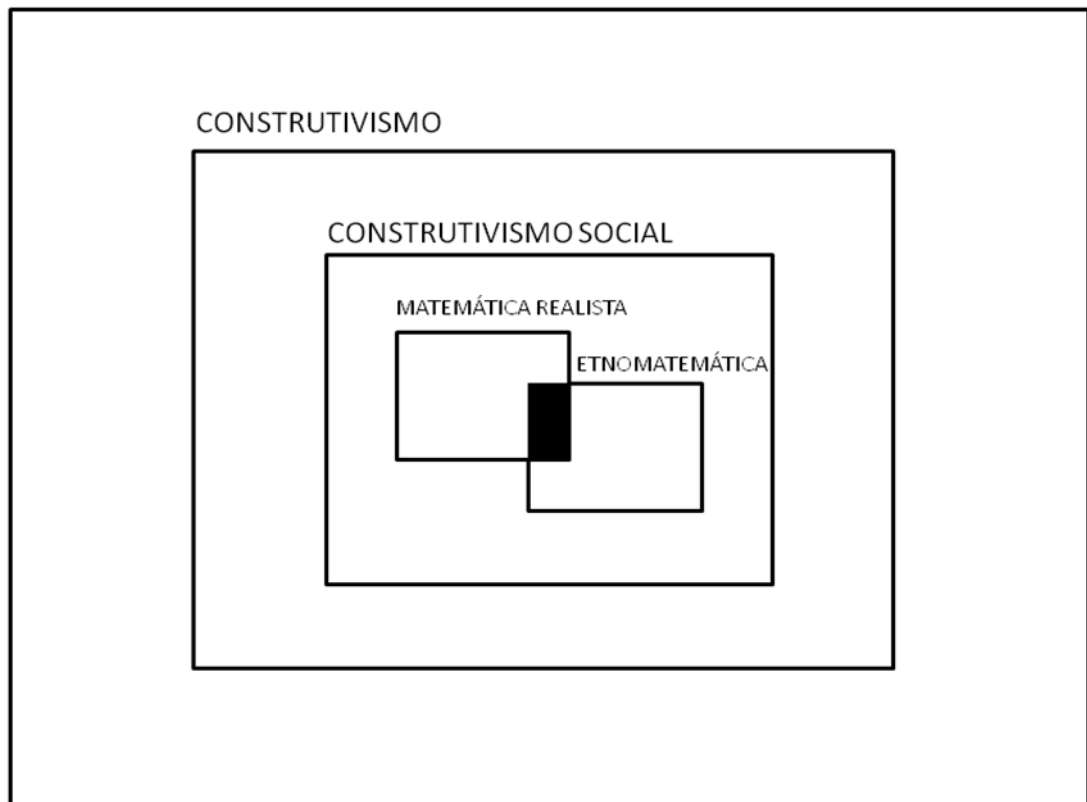 CONSTRUTIVISMO
CONSTRUTIVISMO SOCIAL
MATEMÁTICA REALISTA
ETNOMATEMÁTICA